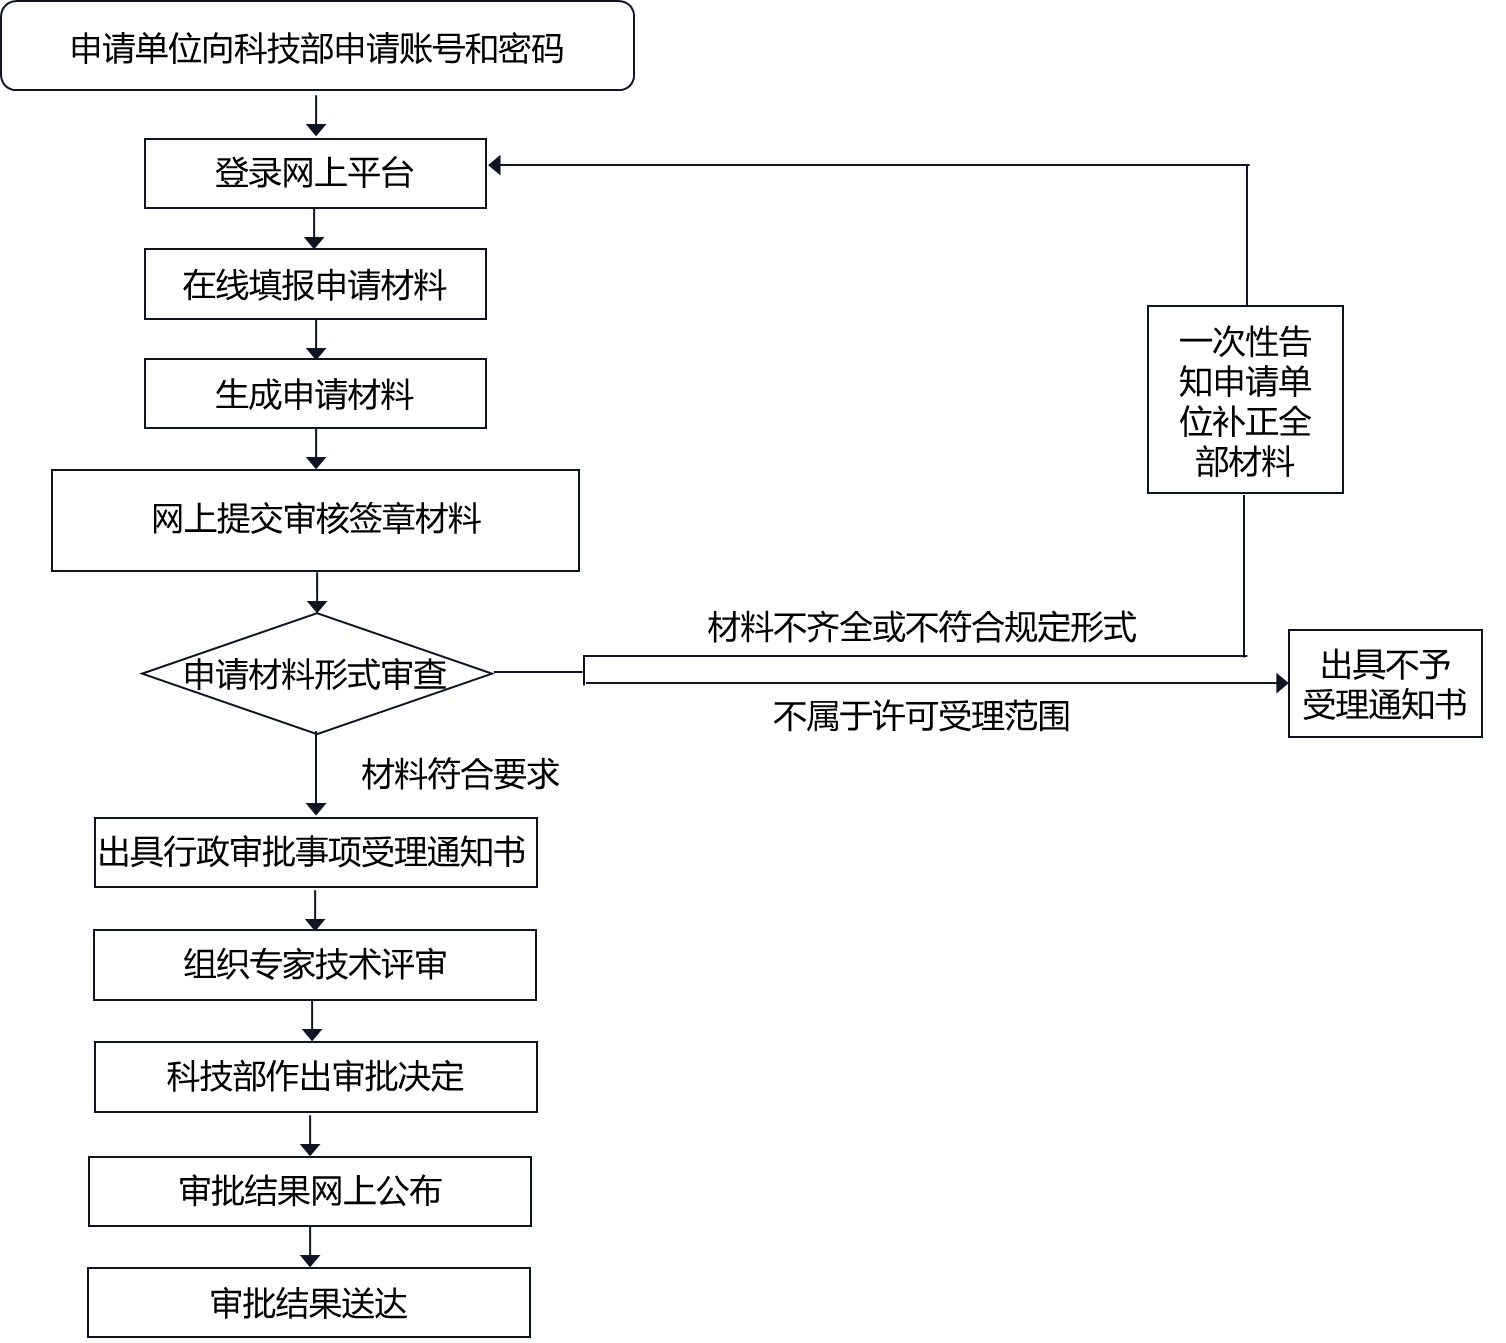 申请单位向科技部申请账号和密码
登录网上平台
在线填报申请材料
生成申请材料
一次性告
知申请单
位补正全
部材料
网上提交审核签章材料
材料不齐全或不符合规定形式
申请材料形式审查
出具不予
受理通知书
不属于许可受理范围
材料符合要求
出具行政审批事项受理通知书
组织专家技术评审
科技部作出审批决定
审批结果网上公布
审批结果送达